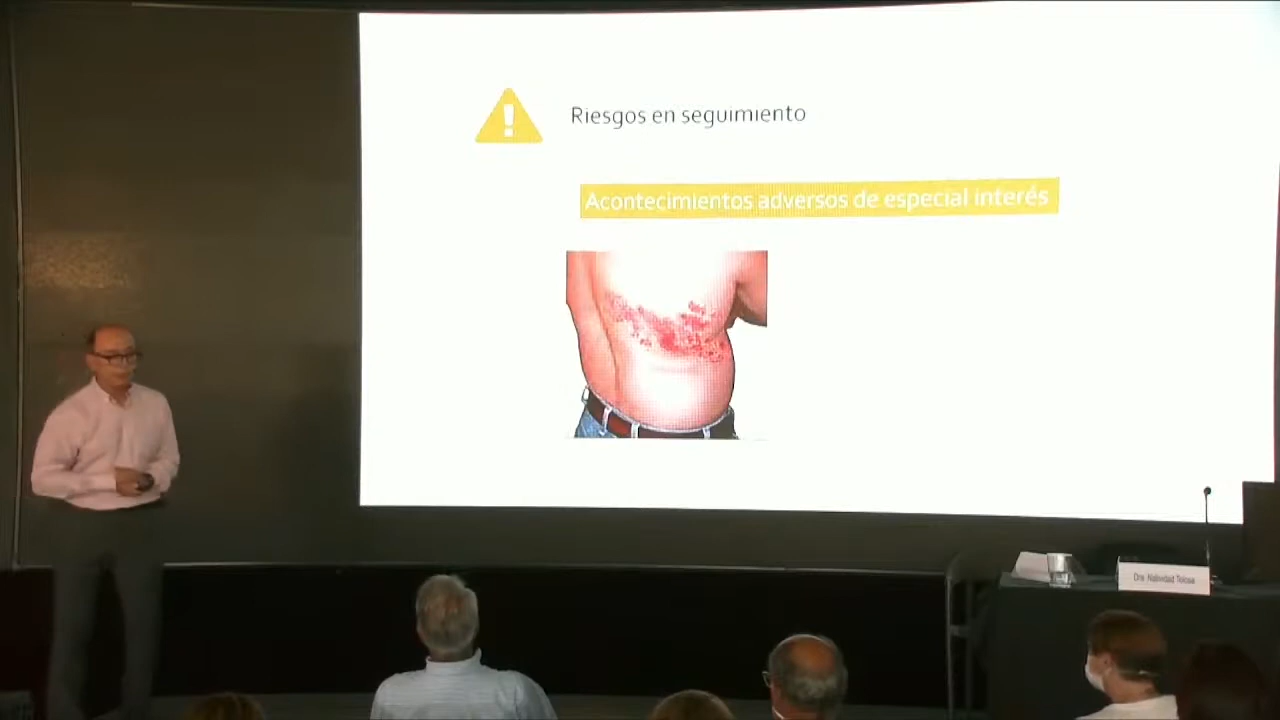 Riesgos en seguimiento
Acontecimientos adversos de especial interés
Dra. Natividad Tolosa